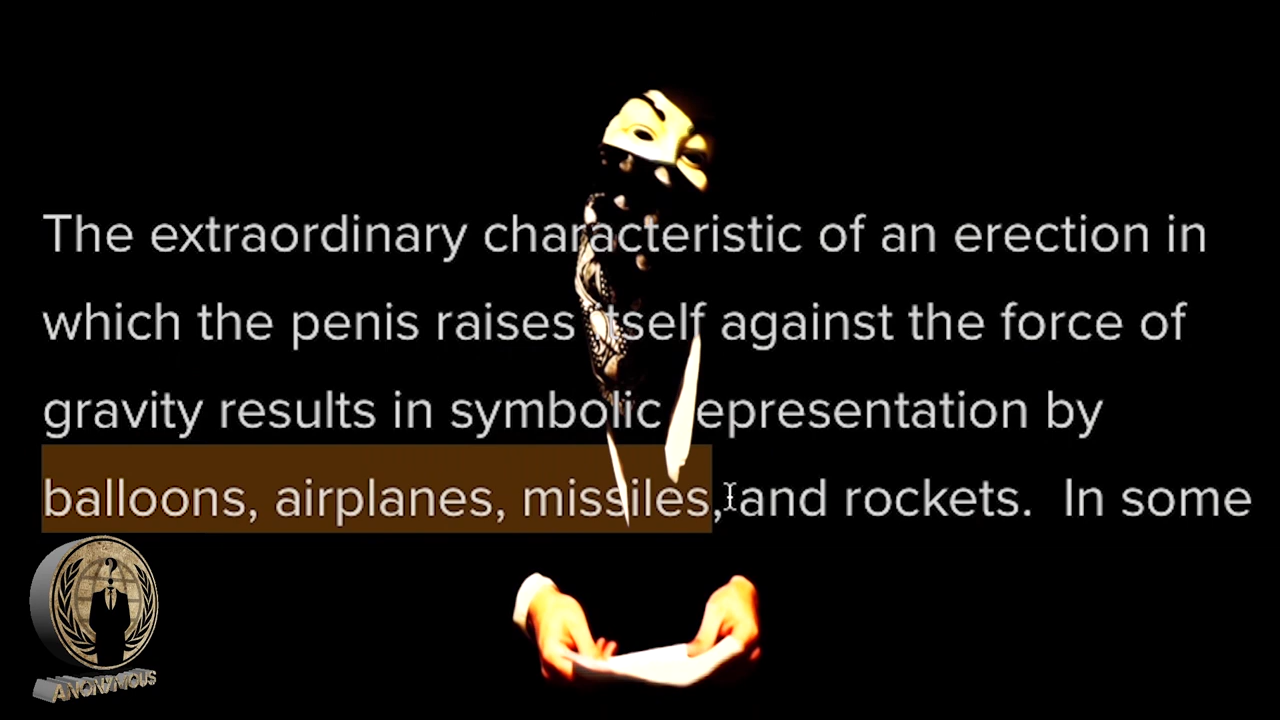 The extraordinary characteristic of an erection in
which the penis raises itself against the force of
gravity results in symbolic representation by
balloons, airplanes, missiles, and rockets.  In some
?
ANONYMOUS